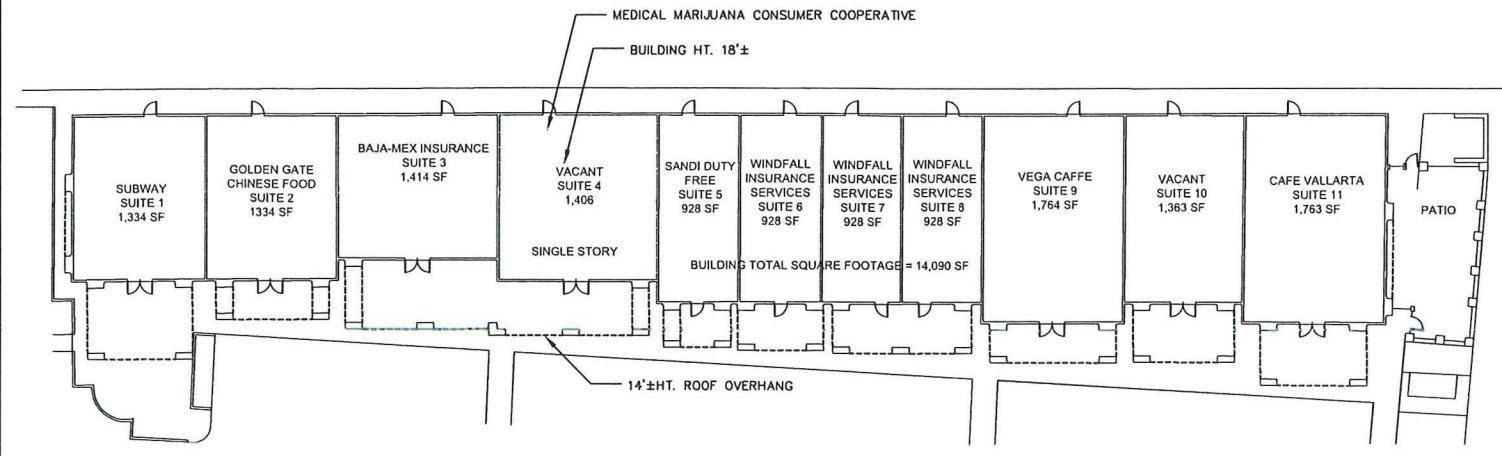 MEDICAL MARIJUANA CONSUMER COOPERATIVE
BUILDING HT. 18'±
SUBWAY
SUITE 1
1,334 SF
GOLDEN GATE
CHINESE FOOD
SUITE 2
1334 SF
BAJA-MEX INSURANCE
SUITE 3
1,414 SF
VACANT
SUITE 4
1,406
SINGLE STORY
SANDI DUTY
FREE
SUITE 5
928 SF
WINDFALL
INSURANCE
SERVICES
SUITE 6
928 SF
WINDFALL
INSURANCE
SERVICES
SUITE 7
928 SF
WINDFALL
INSURANCE
SERVICES
SUITE 8
928 SF
BUILDING TOTAL SQUARE FOOTAGE = 14,090 SF
VEGA CAFFE
SUITE 9
1,764 SF
VACANT
SUITE 10
1,363 SF
CAFE VALLARTA
SUITE 11
1,763 SF
PATIO
14'±HT. ROOF OVERHANG